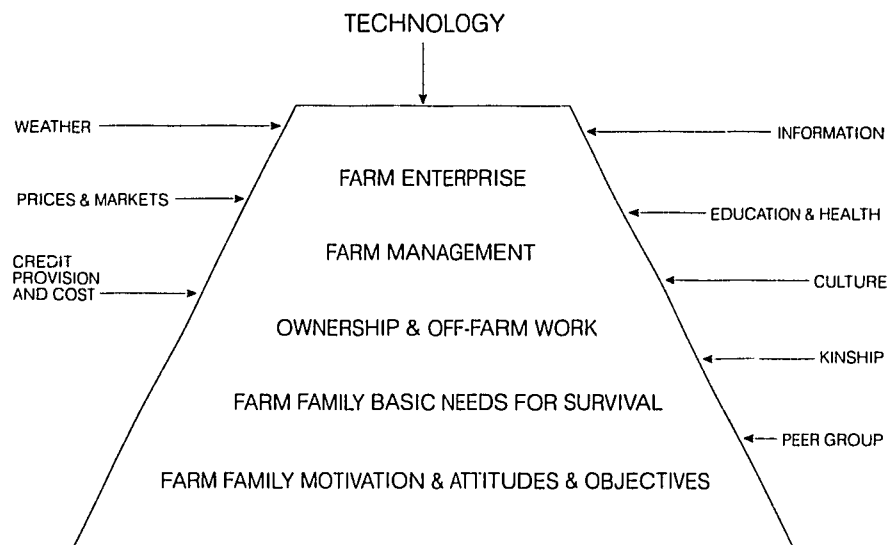 TECHNOLOGY
WEATHER
INFORMATION
FARM ENTERPRISE
PRICES & MARKETS
EDUCATION & HEALTH
FARM MANAGEMENT
CREDIT
PROVISION
AND COST
CULTURE
OWNERSHIP & OFF-FARM WORK
KINSHIP
FARM FAMILY BASIC NEEDS FOR SURVIVAL
PEER GROUP
FARM FAMILY MOTIVATION & ATTITUDES & OBJECTIVES